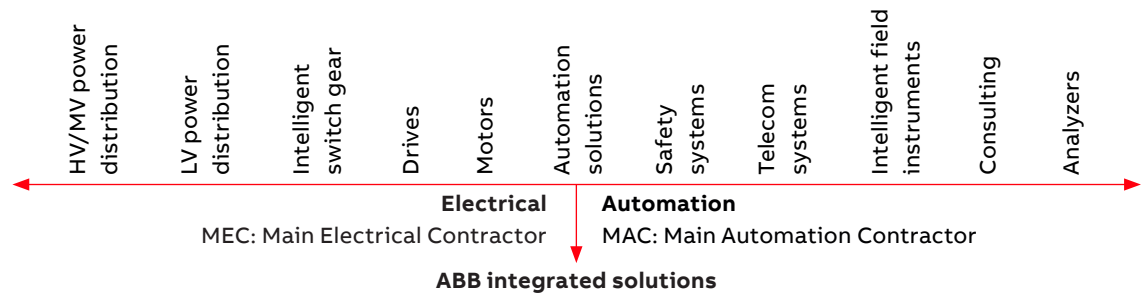 HV/MV power
distribution
LV power
distribution
Intelligent
switch gear
Drives
Motors
Automation
solutions
Safety
systems
Telecom
systems
Intelligent field
instruments
Consulting
Analyzers
Electrical
MEC: Main Electrical Contractor
Automation
MAC: Main Automation Contractor
ABB integrated solutions